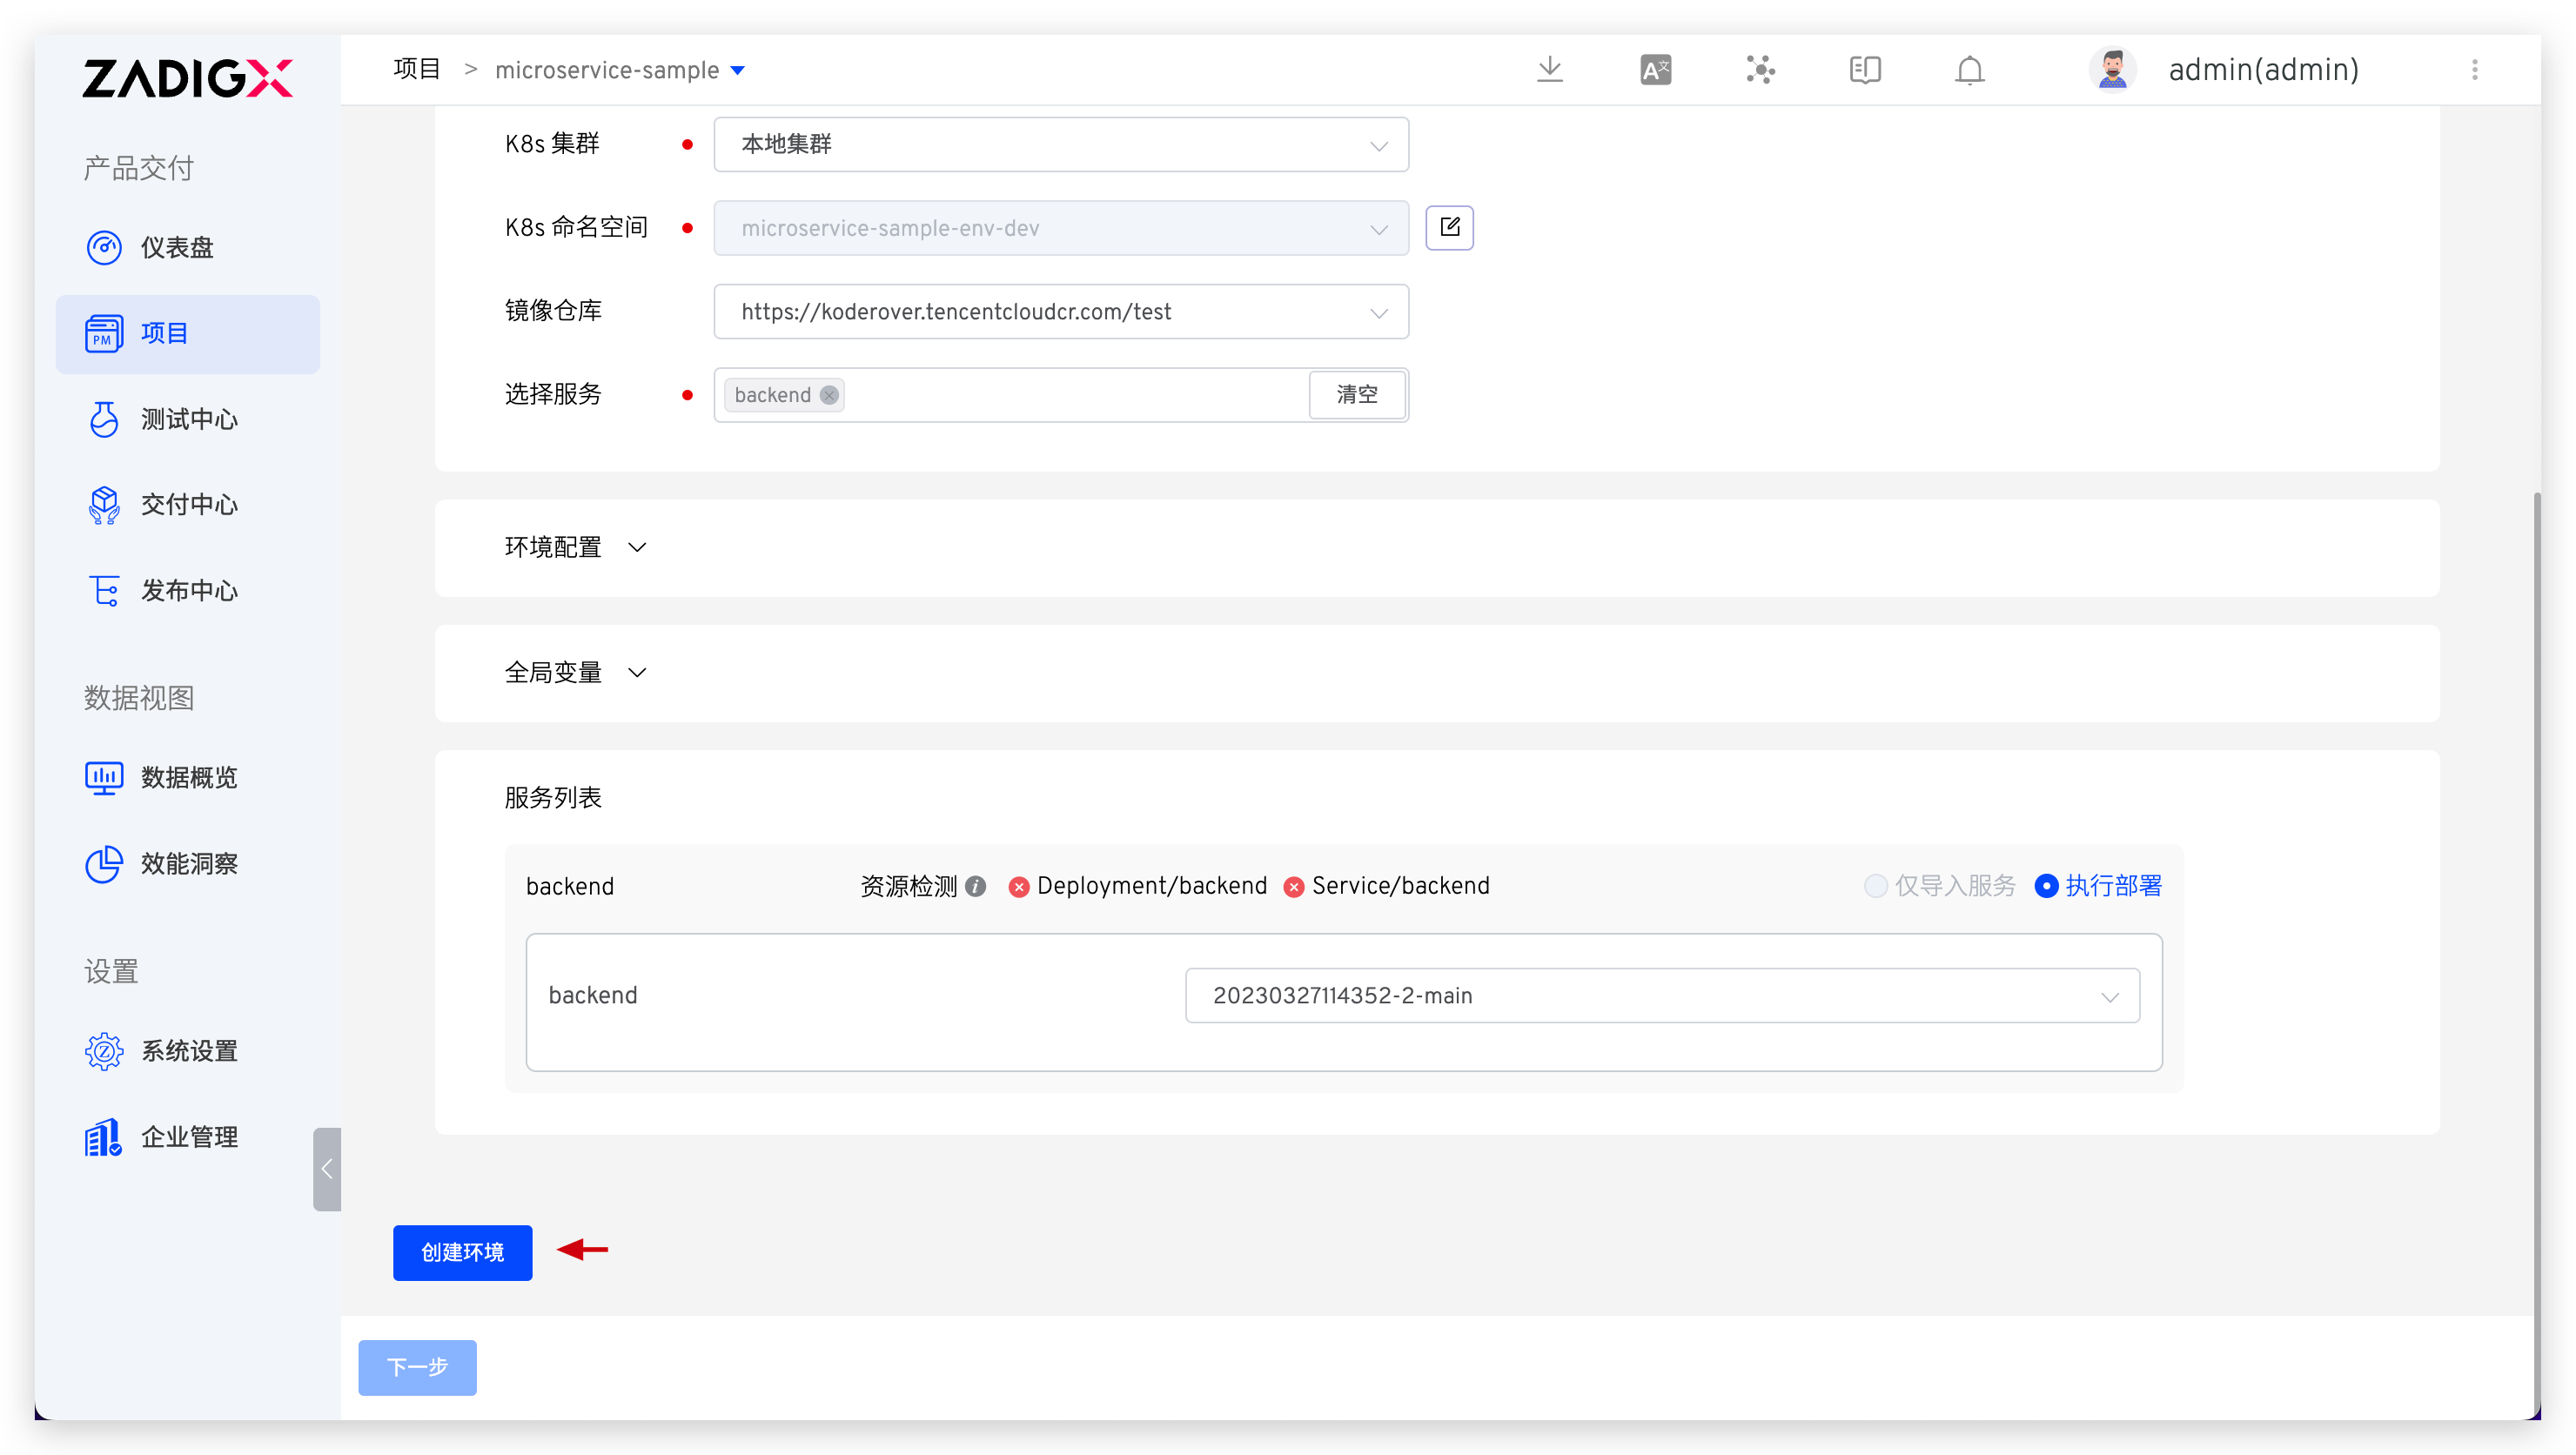 ZADIGX
产品交付
仪表盘
PM 项目
测试中心
交付中心
发布中心
数据视图
数据概览
效能洞察
设置
Z 系统设置
企业管理
项目 > microservice-sample
A文
admin(admin)
K8s 集群 本地集群
K8s 命名空间 microservice-sample-env-dev
镜像仓库 https://koderover.tencentcloudcr.com/test
选择服务 backend 清空
环境配置
全局变量
服务列表
backend 资源检测 i Deployment/backend Service/backend 仅导入服务 执行部署
backend 20230327114352-2-main
创建环境
下一步